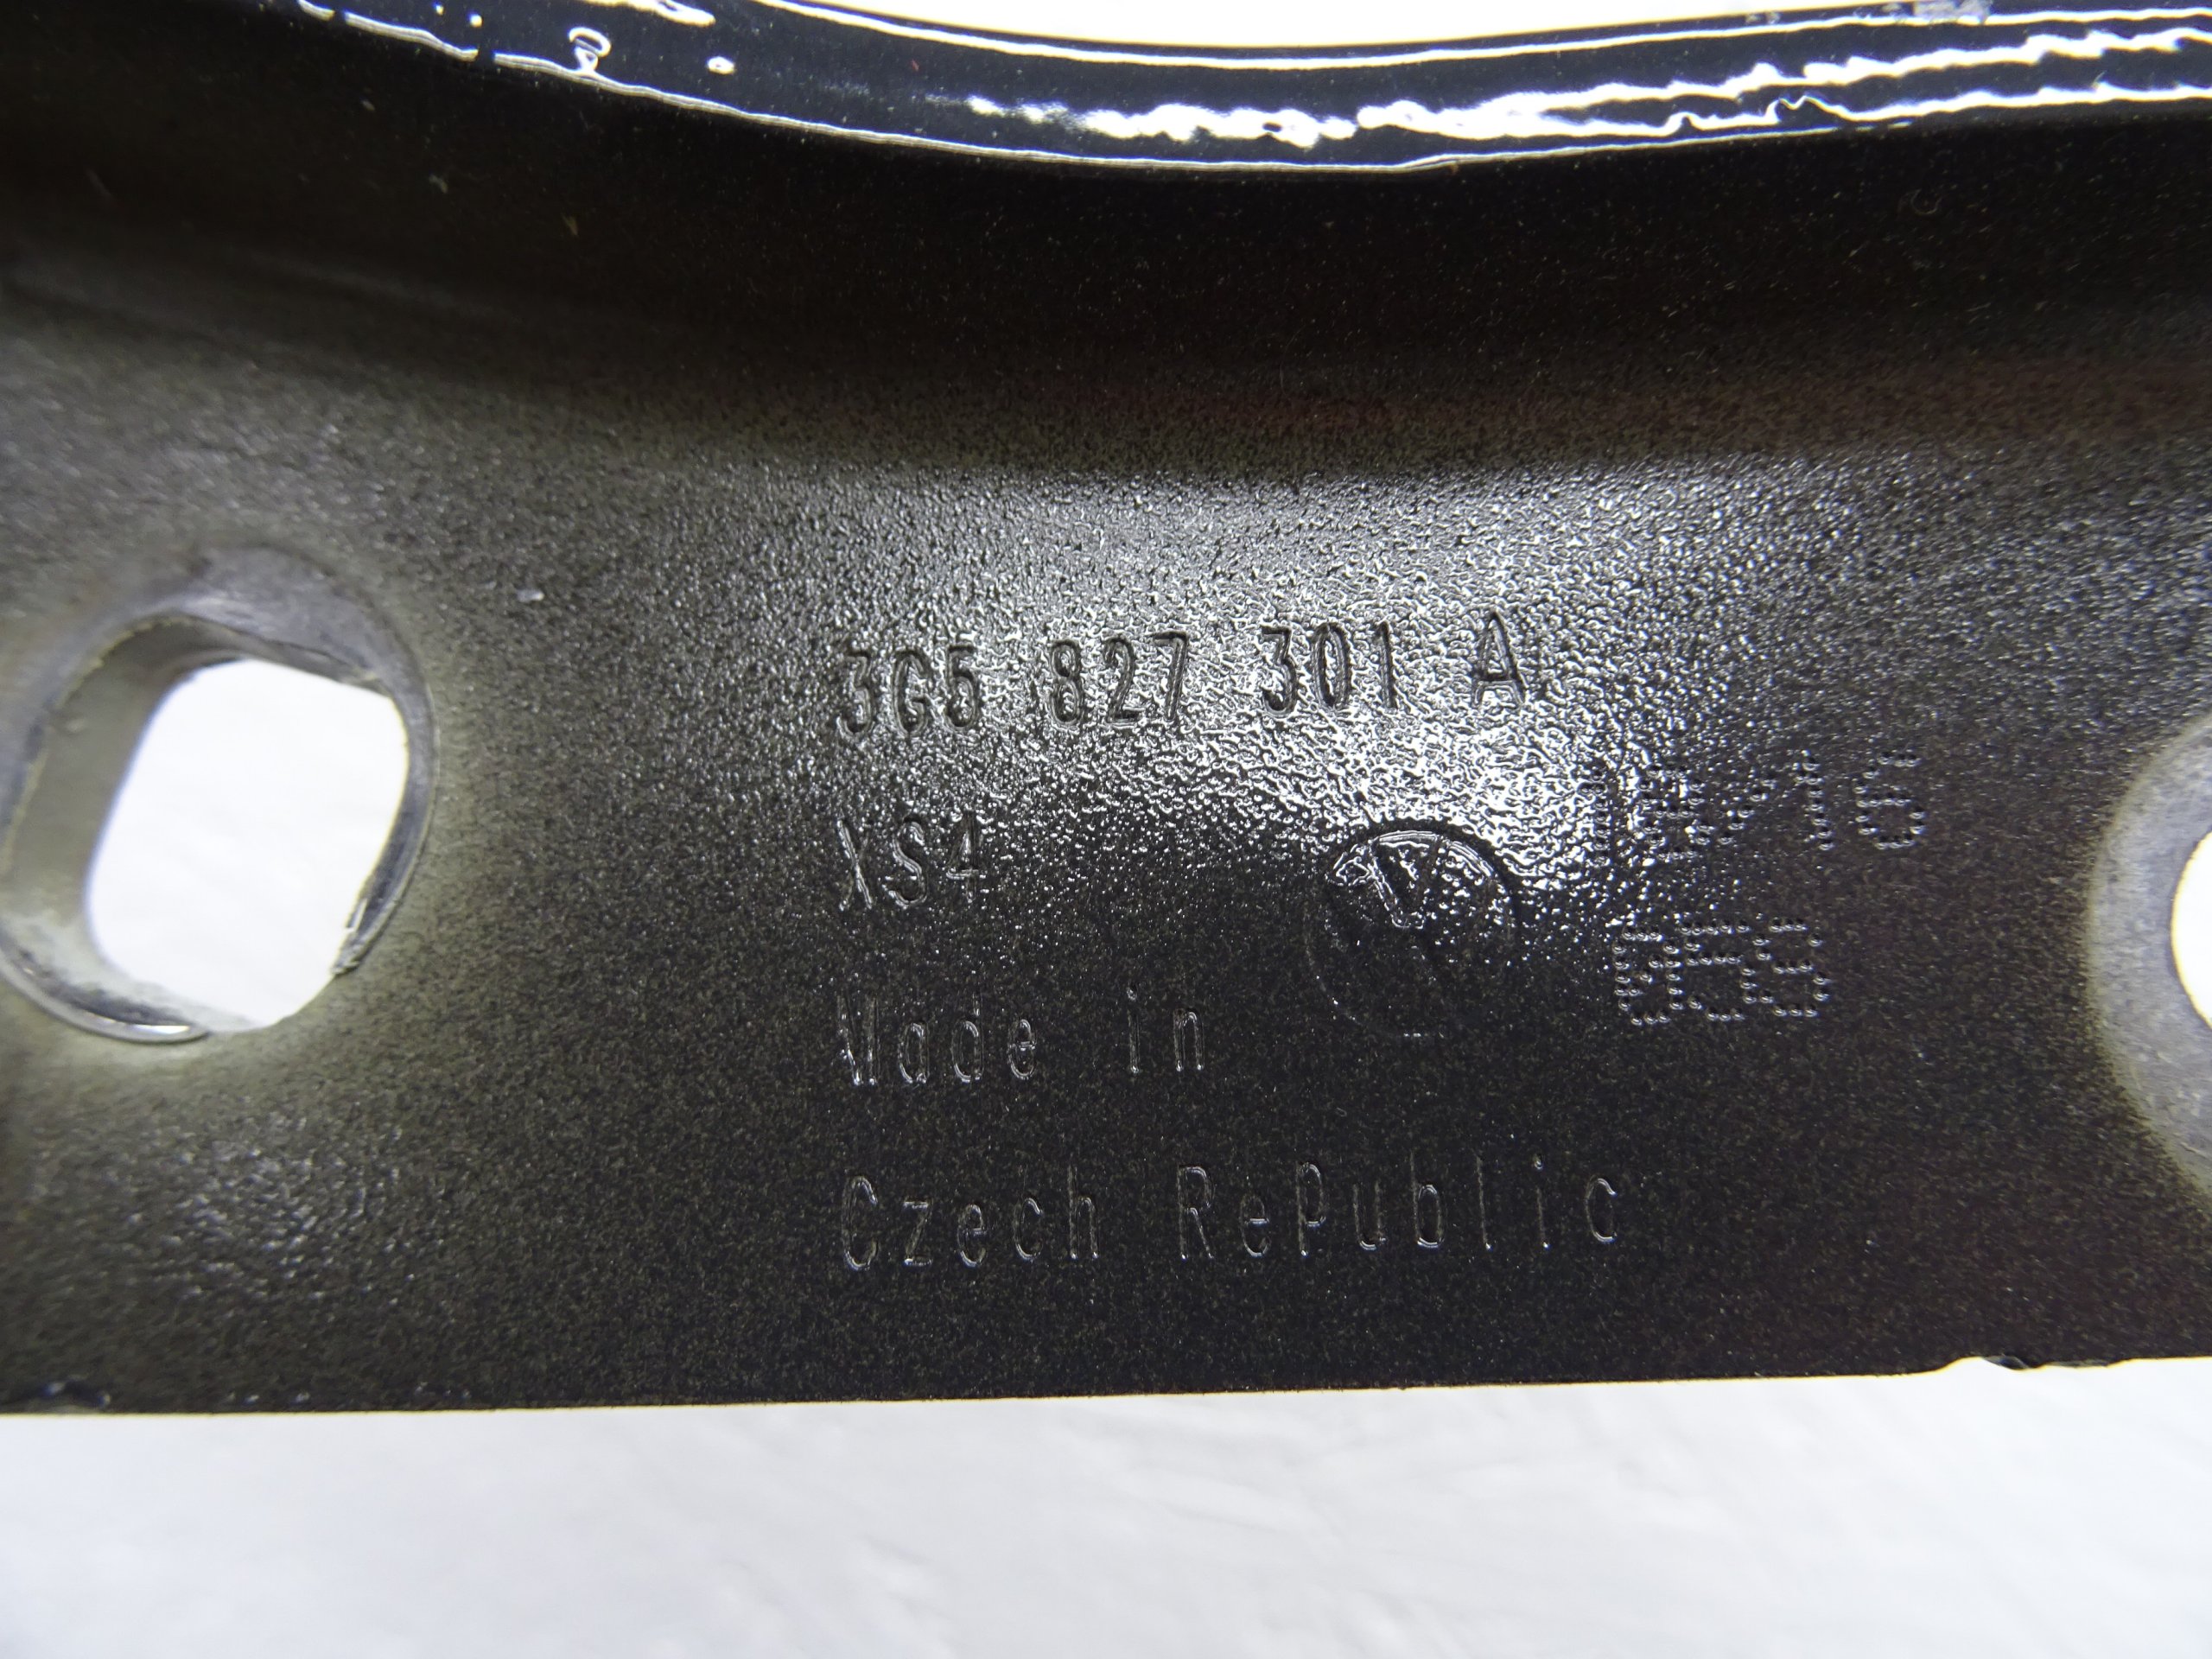 3G5 827 301 A
XS4
Made in
Czech Republic